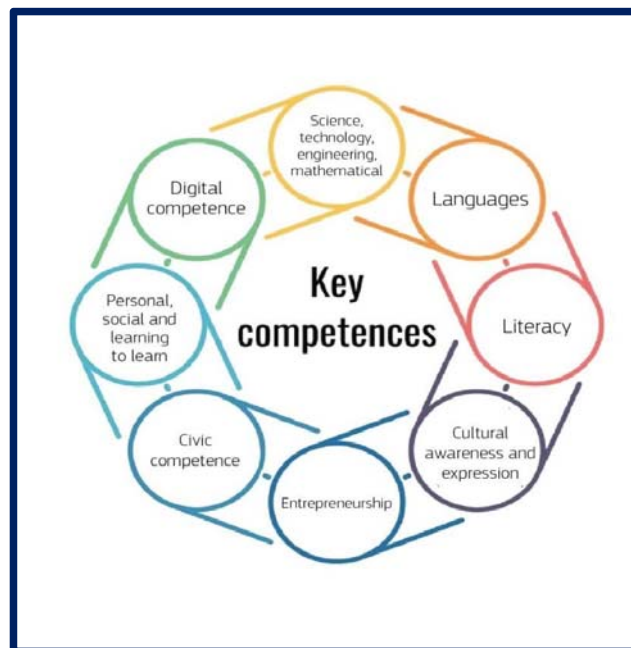 Science,
technology,
engineering,
mathematical
Languages
Literacy
Cultural
awareness and
expression
Entrepreneurship
Civic
competence
Personal,
social and
learning
to learn
Digital
competence
Key
competences